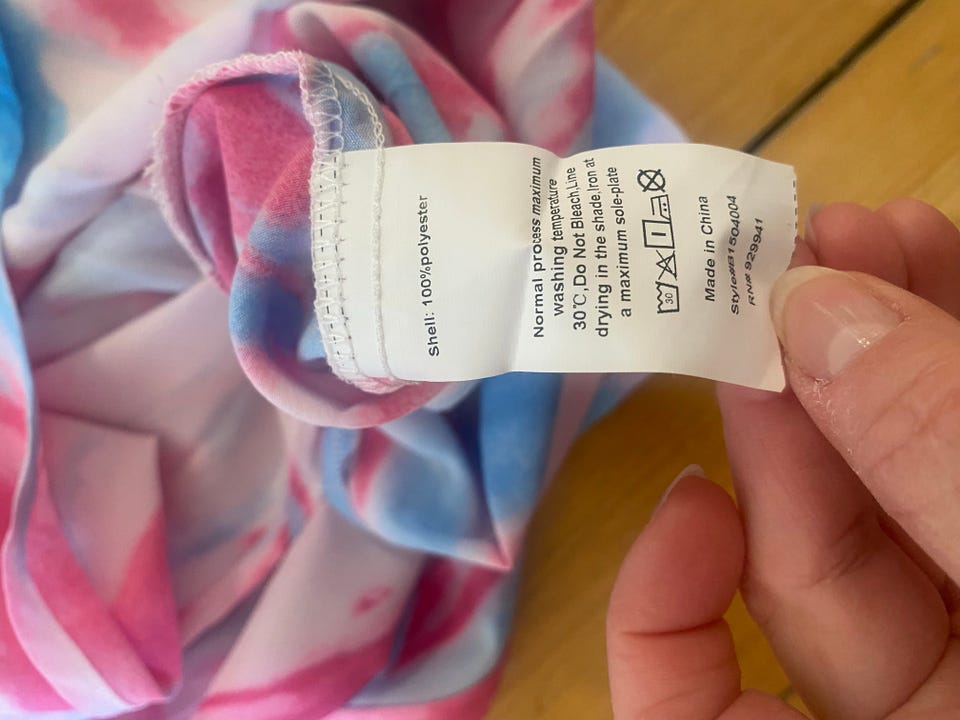 Shell: 100%polyester
Normal process maximum
washing temperature
30℃,Do Not Bleach,Line
drying in the shade.Iron at
a maximum sole-plate
30
Made in China
Style#B1504004
RN# 929941